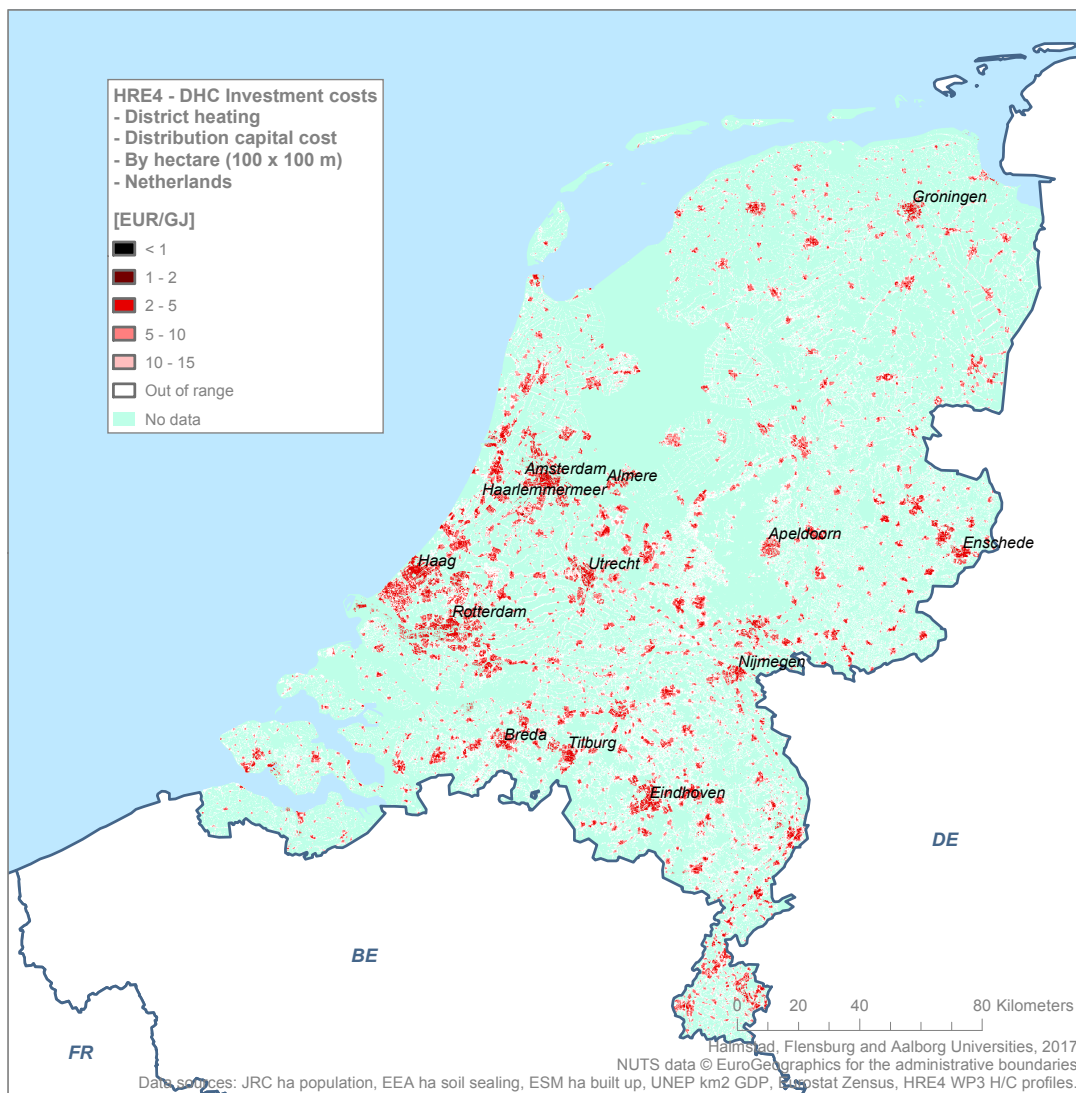 HRE4 - DHC Investment costs
- District heating
- Distribution capital cost
- By hectare (100 x 100 m)
- Netherlands
[EUR/GJ]
< 1
1 - 2
2 - 5
5 - 10
10 - 15
Out of range
No data
Groningen
Amsterdam
Almere
Haarlemmermeer
Apeldoorn
Enschede
Haag
Utrecht
Rotterdam
Nijmegen
Breda
Tilburg
Eindhoven
DE
BE
FR
0 20 40 80 Kilometers
Halmstad, Flensburg and Aalborg Universities, 2017
NUTS data © EuroGeographics for the administrative boundaries
Data sources: JRC ha population, EEA ha soil sealing, ESM ha built up, UNEP km2 GDP, Eurostat Zensus, HRE4 WP3 H/C profiles.